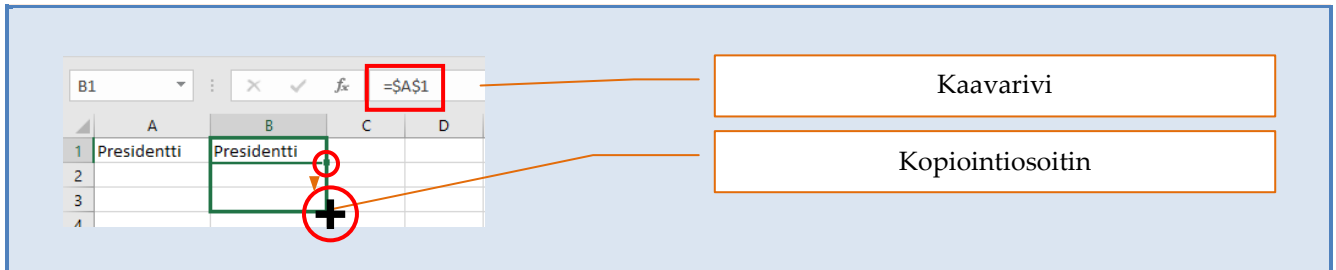 B1 fx =$A$1
Kaavarivi
A B C D
1 Presidentti Presidentti
Kopiointiosoitin
2
3
4